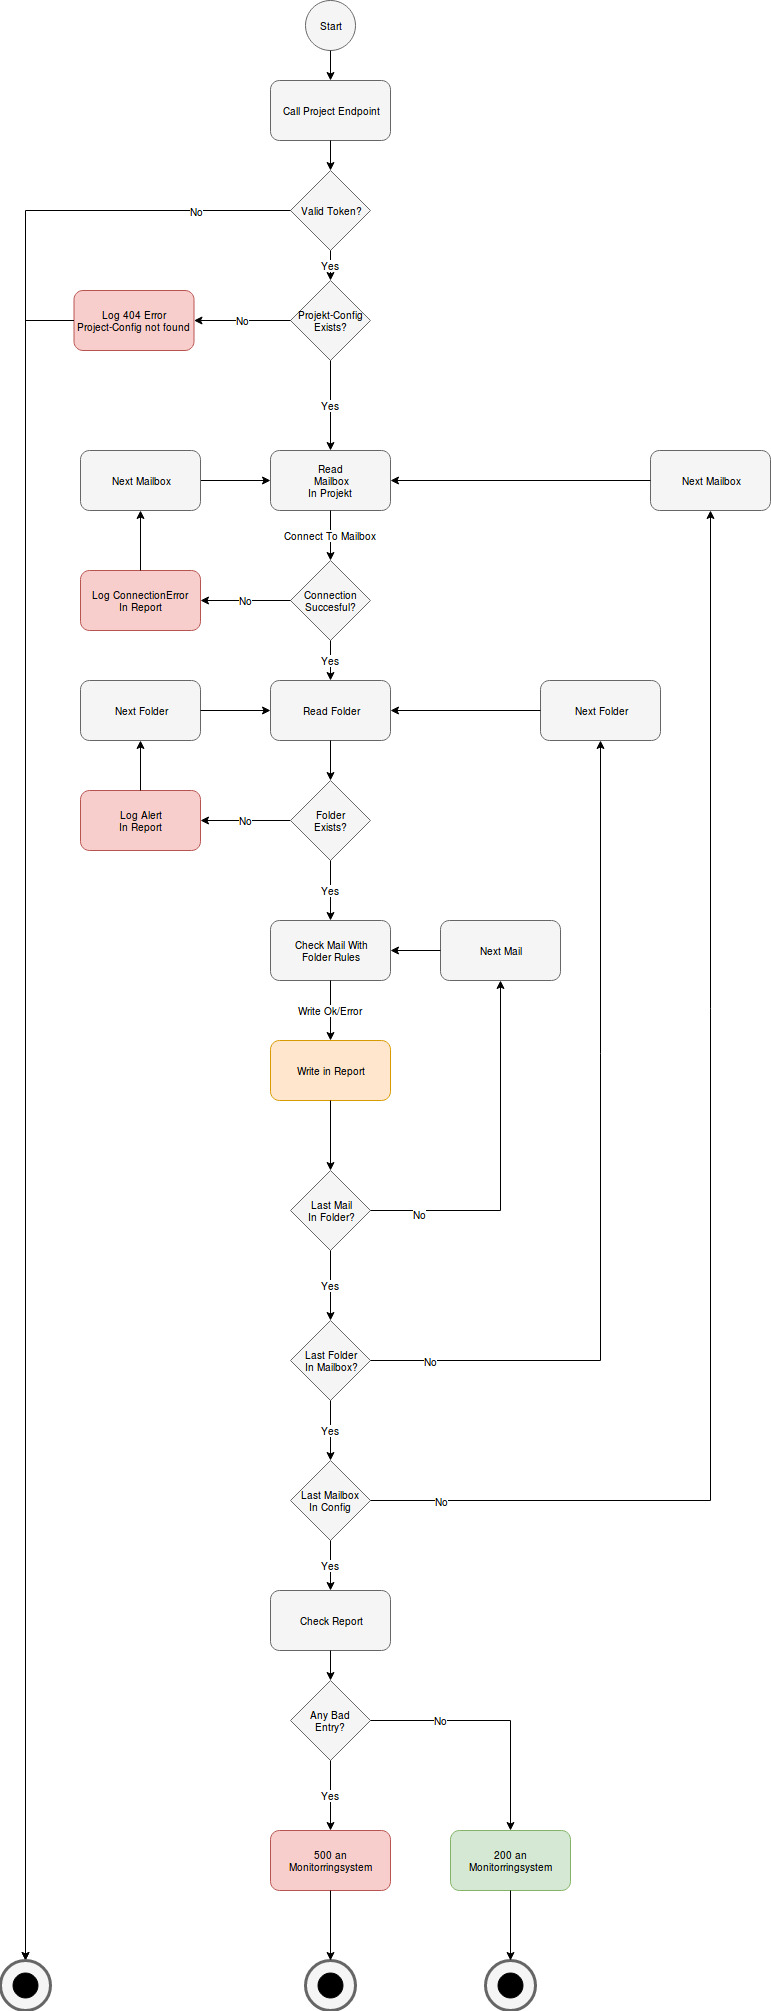 Start
Call Project Endpoint
Valid Token?
No
Yes
Log 404 Error
Project-Config not found
No
Projekt-Config
Exists?
Yes
Next Mailbox
Read
Mailbox
In Projekt
Next Mailbox
Connect To Mailbox
Log ConnectionError
In Report
No
Connection
Succesful?
Yes
Next Folder
Read Folder
Next Folder
Log Alert
In Report
No
Folder
Exists?
Yes
Check Mail With
Folder Rules
Next Mail
Write Ok/Error
Write in Report
Last Mail
In Folder?
No
Yes
Last Folder
In Mailbox?
No
Yes
Last Mailbox
In Config
No
Yes
Check Report
Any Bad
Entry?
No
Yes
500 an
Monitorringsystem
200 an
Monitorringsystem